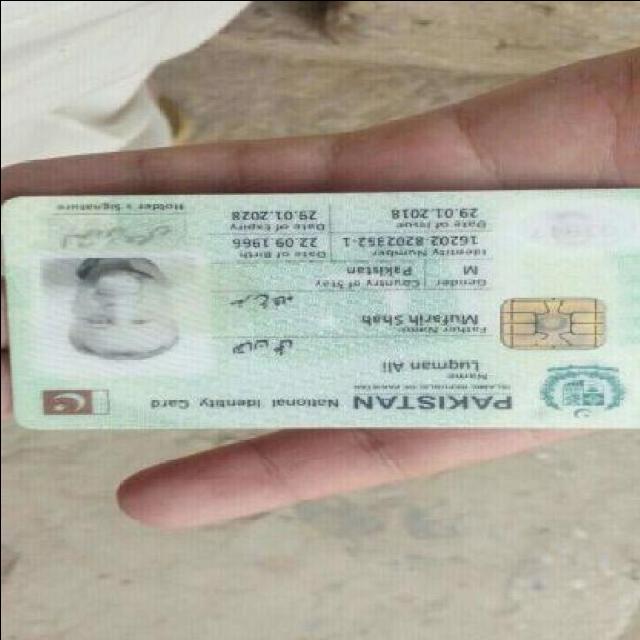 PAKISTAN National Identity Card
ISLAMIC REPUBLIC OF PAKISTAN
Name
Luqman Ali
لقمان علی
Father Name
Mufarih Shah
Gender Country of Stay
M Pakistan
Identity Number Date of Birth
16202-8202352-1 22.09.1966
Date of Issue Date of Expiry
29.01.2018 29.01.2028
Holder's Signature